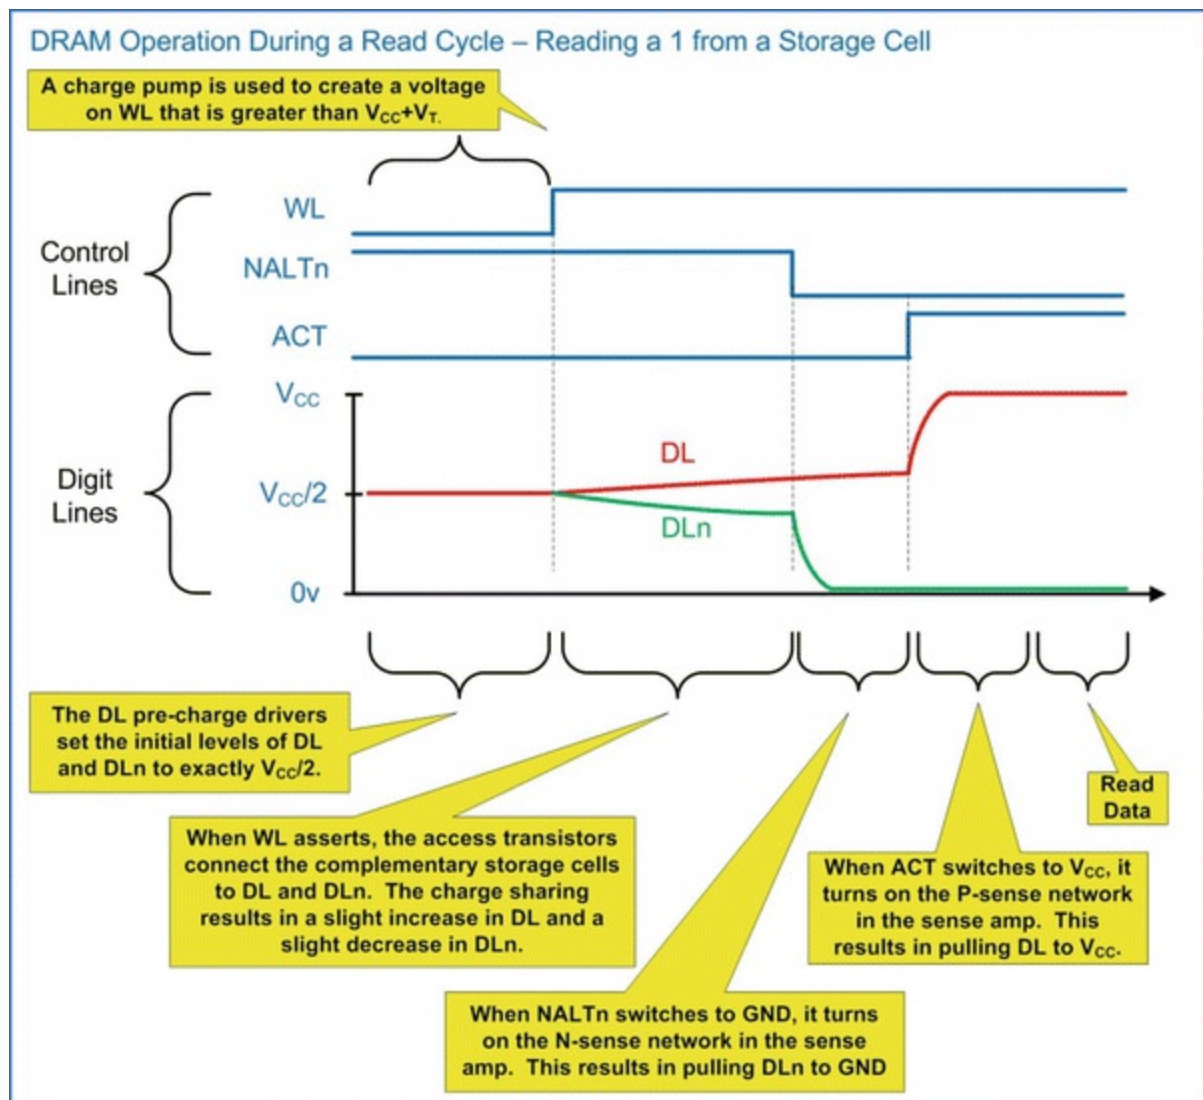 DRAM Operation During a Read Cycle – Reading a 1 from a Storage Cell
A charge pump is used to create a voltage
on WL that is greater than VCC+VT.
Control
Lines
WL
NALTn
ACT
Digit
Lines
VCC
VCC/2
0v
DL
DLn
The DL pre-charge drivers
set the initial levels of DL
and DLn to exactly VCC/2.
When WL asserts, the access transistors
connect the complementary storage cells
to DL and DLn. The charge sharing
results in a slight increase in DL and a
slight decrease in DLn.
When NALTn switches to GND, it turns
on the N-sense network in the sense
amp. This results in pulling DLn to GND
When ACT switches to VCC, it
turns on the P-sense network
in the sense amp. This
results in pulling DL to VCC.
Read
Data